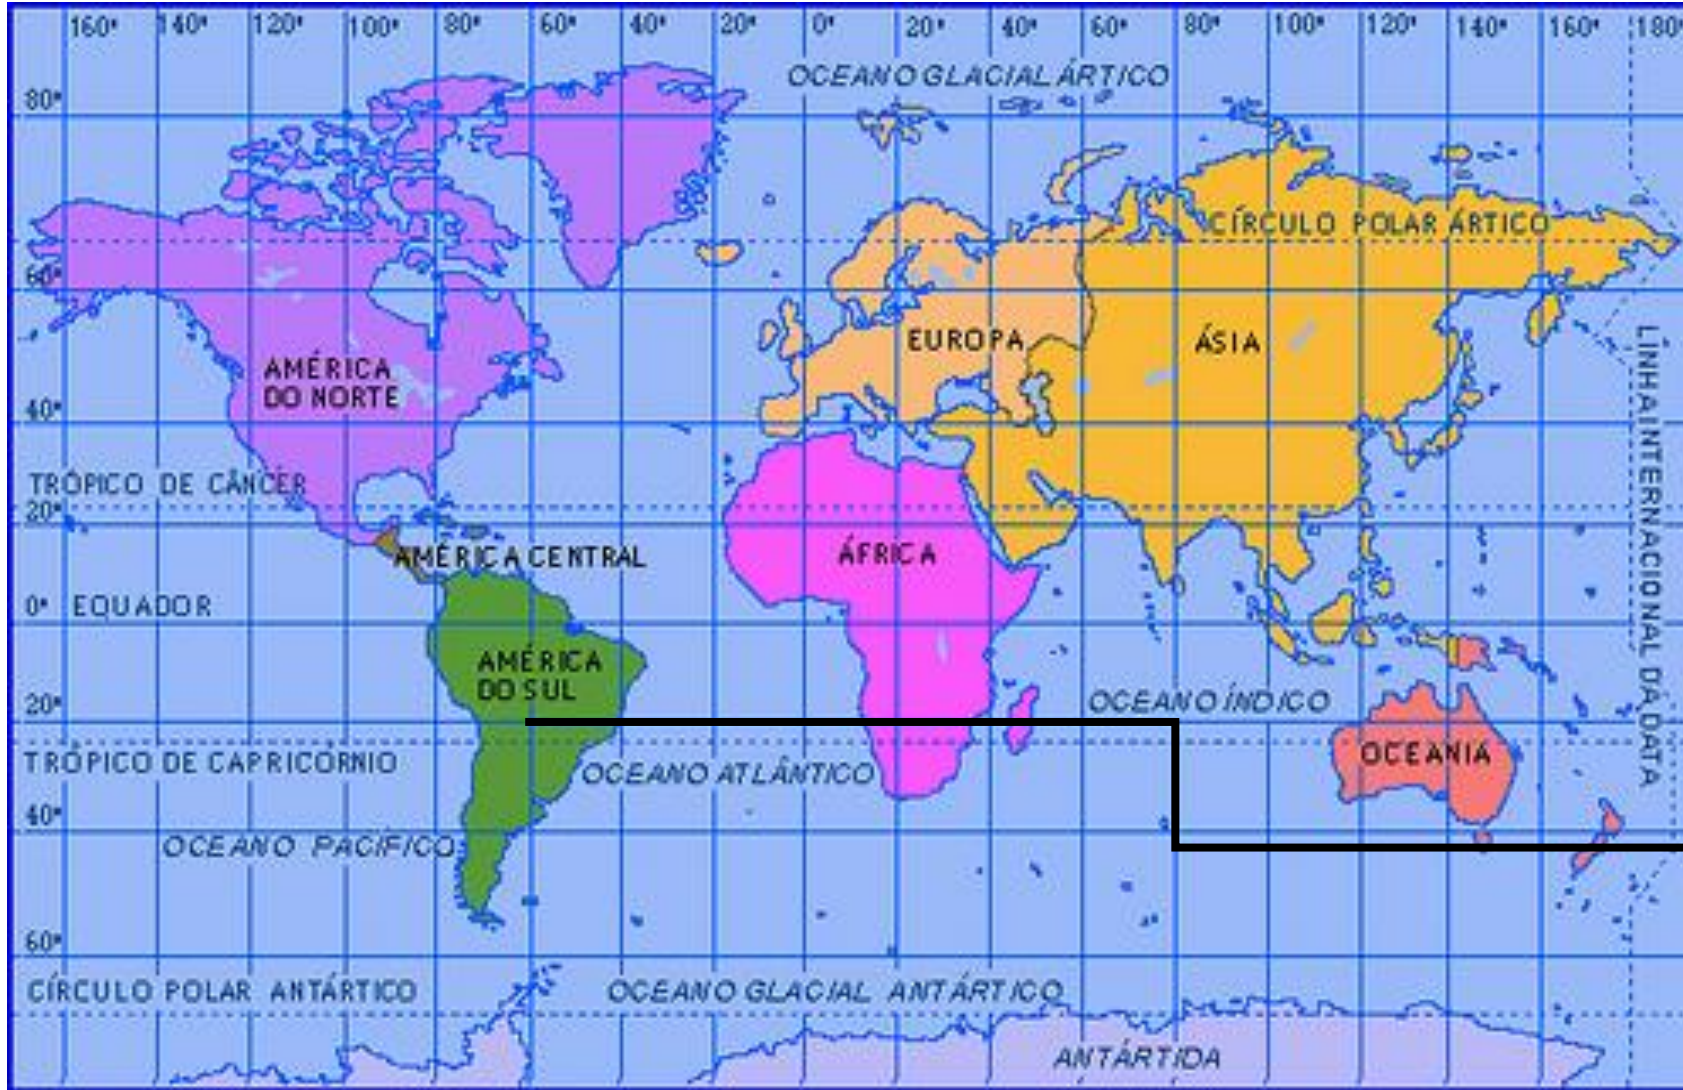 160° 140° 120° 100° 80° 60° 40° 20° 0° 20° 40° 60° 80° 100° 120° 140° 160° 180°
OCEANO GLACIAL ÁRTICO
80°
CÍRCULO POLAR ÁRTICO
60°
EUROPA
ÁSIA
AMÉRICA
DO NORTE
40°
LINHA INTERNACIONAL DA DATA
TRÓPICO DE CÂNCER
20°
AMÉRICA CENTRAL
ÁFRICA
0° EQUADOR
AMÉRICA
DO SUL
20°
OCEANO ÍNDICO
TRÓPICO DE CAPRICÓRNIO
OCEANO ATLÂNTICO
OCEANIA
40°
OCEANO PACÍFICO
60°
CÍRCULO POLAR ANTÁRTICO
OCEANO GLACIAL ANTÁRTICO
ANTÁRTIDA